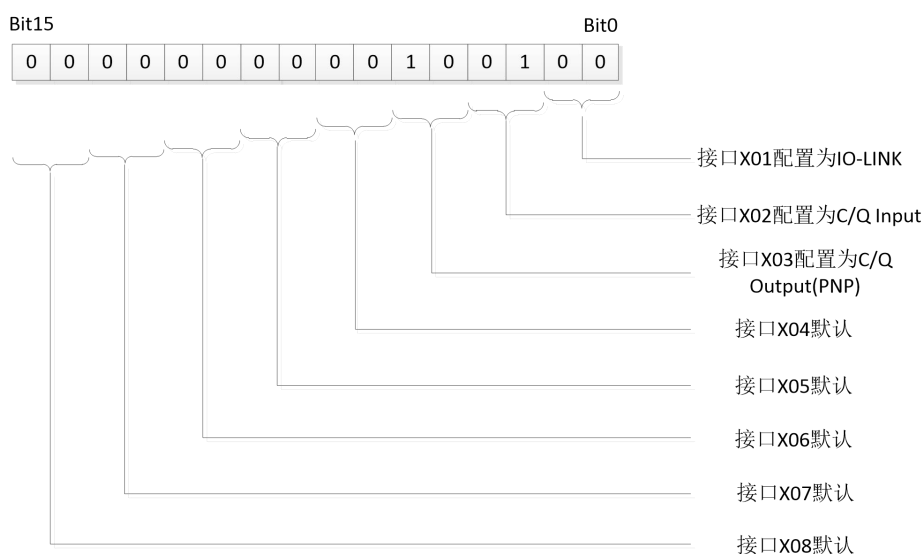 Bit15 Bit0
0 0 0 0 0 0 0 0 0 0 1 0 0 1 0 0
接口X01配置为IO-LINK
接口X02配置为C/Q Input
接口X03配置为C/Q
Output(PNP)
接口X04默认
接口X05默认
接口X06默认
接口X07默认
接口X08默认